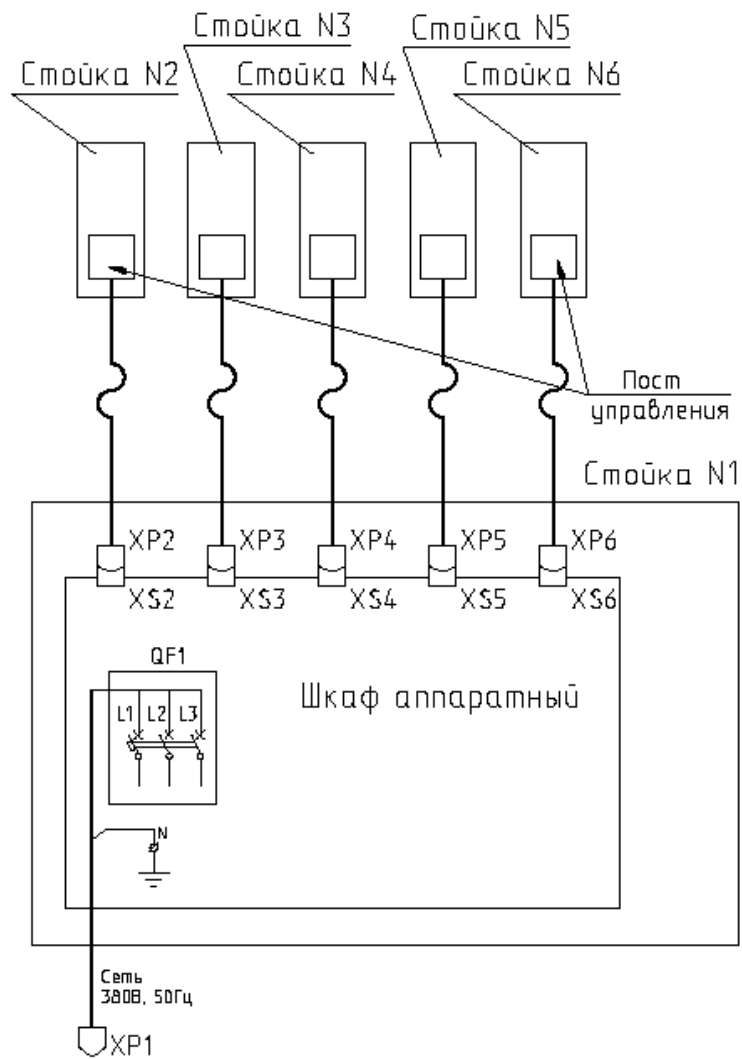 Стойка N3
Стойка N5
Стойка N2
Стойка N4
Стойка N6
Пост
управления
Стойка N1
XP2
XP3
XP4
XP5
XP6
XS2
XS3
XS4
XS5
XS6
QF1
Шкаф аппаратный
L1
L2
L3
N
Сеть
380В, 50Гц
XP1